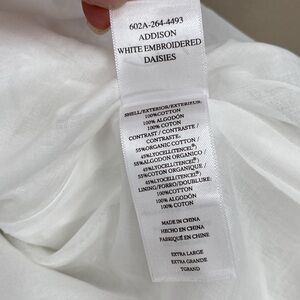 602A-264-4493
ADDISON
WHITE EMBROIDERED
DAISIES
SHELL/EXTERIOR/EXTERIEUR:
100%COTTON
100% ALGODÓN
100% COTON
CONTRAST / CONTRASTE /
CONTRASTE:
55%ORGANIC COTTON /
45%LYOCELL(TENCEL®)
55%ALGODON ORGANICO /
45%LYOCELL(TENCEL®)
55%COTON ORGANIQUE /
45%LYOCELL(TENCEL®)
LINING/FORRO/DOUBLURE:
100%COTTON
100% ALGODÓN
100% COTON
MADE IN CHINA
HECHO EN CHINA
FABRIQUÉ EN CHINE
EXTRA LARGE
EXTRA GRANDE
TGRAND